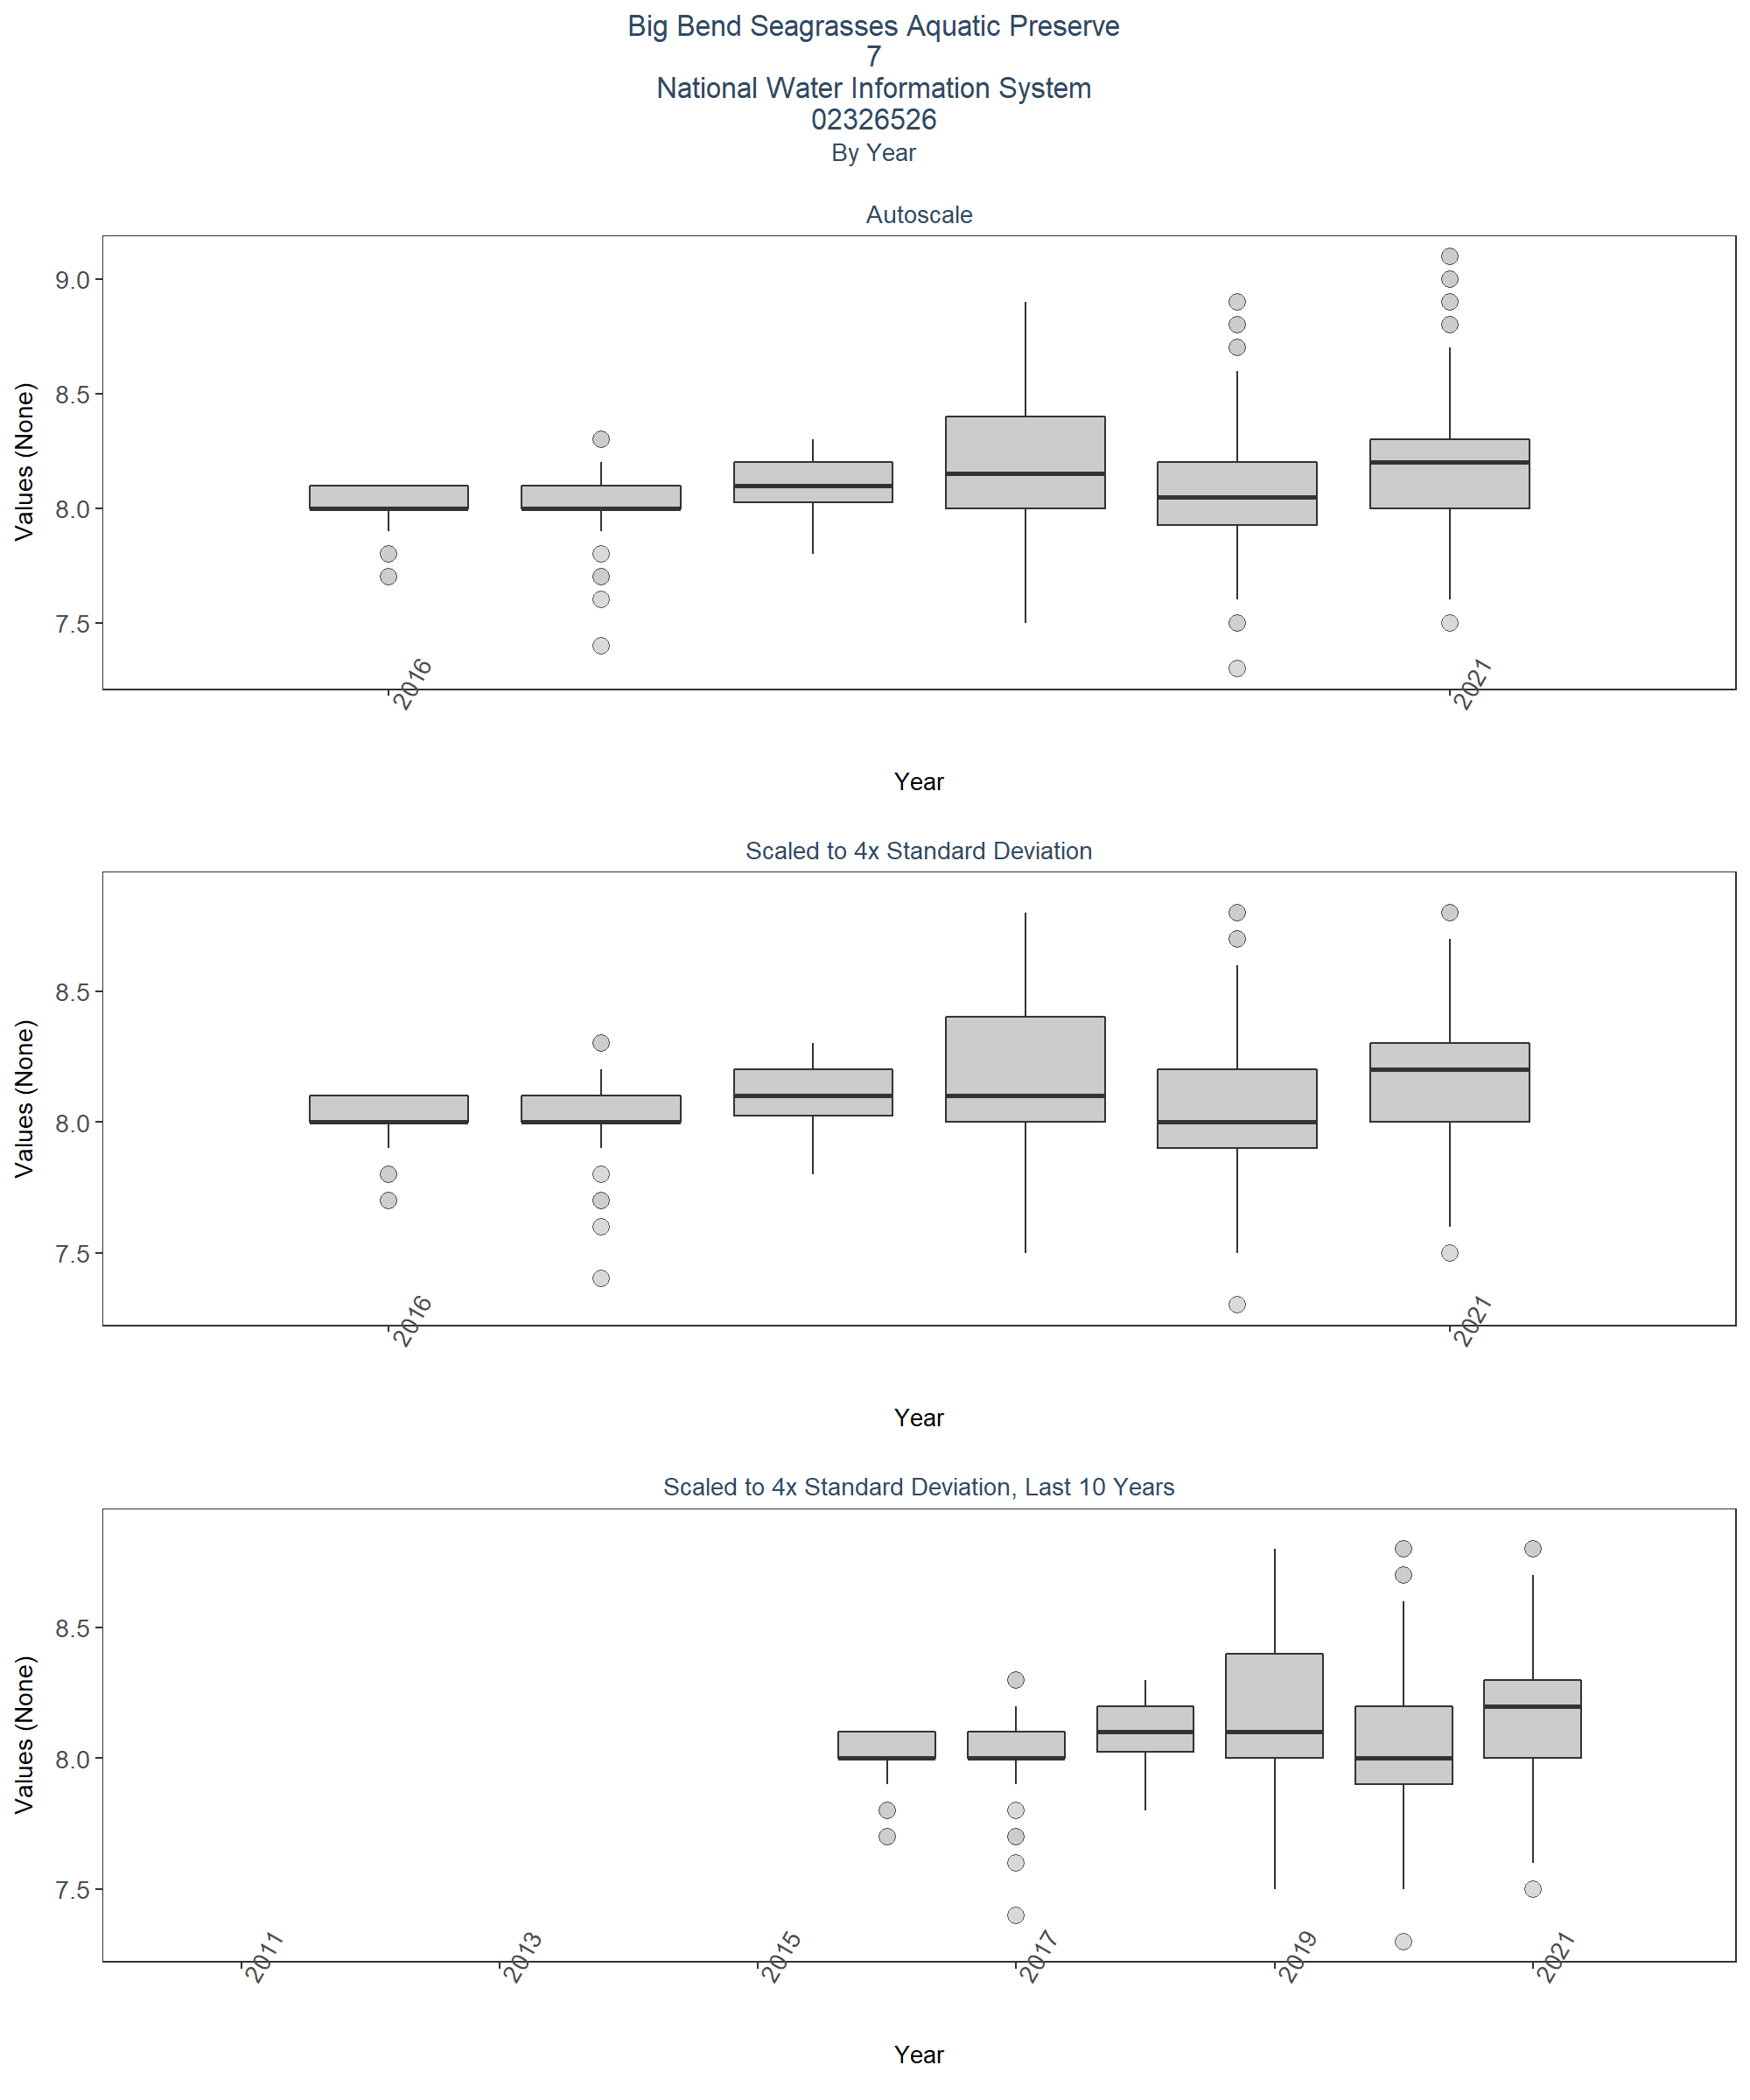 Big Bend Seagrasses Aquatic Preserve
7
National Water Information System
02326526
By Year
Autoscale
9.0
8.5
8.0
7.5
Values (None)
2016
2021
Year
Scaled to 4x Standard Deviation
8.5
8.0
7.5
Values (None)
2016
2021
Year
Scaled to 4x Standard Deviation, Last 10 Years
8.5
8.0
7.5
Values (None)
2011
2013
2015
2017
2019
2021
Year